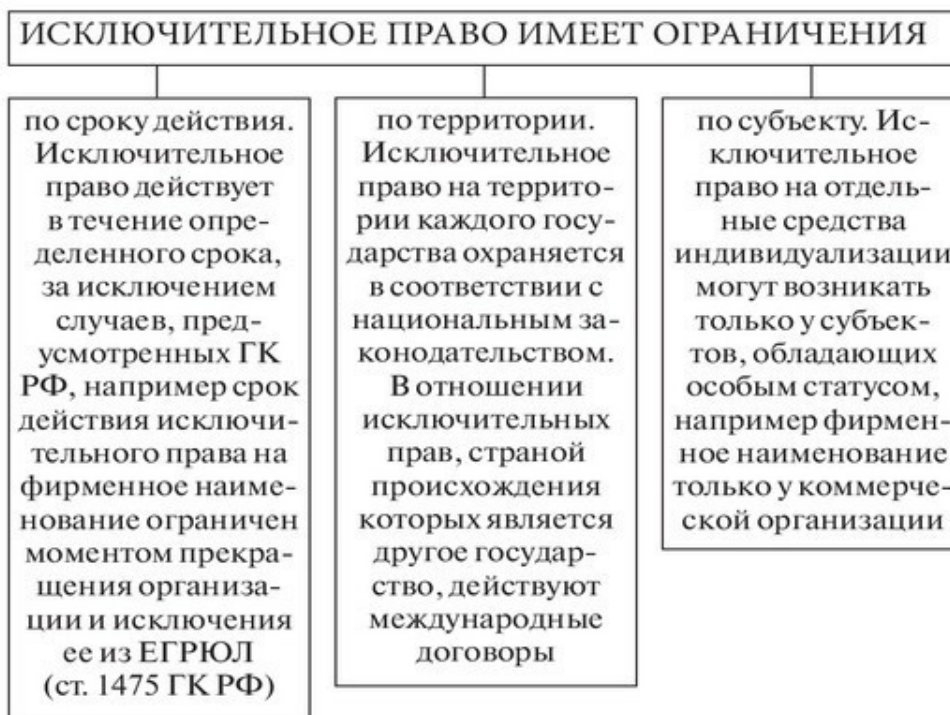 ИСКЛЮЧИТЕЛЬНОЕ ПРАВО ИМЕЕТ ОГРАНИЧЕНИЯ
по сроку действия.
Исключительное
право действует
в течение опре-
деленного срока,
за исключением
случаев, пред-
усмотренных ГК
РФ, например срок
действия исключи-
тельного права на
фирменное наиме-
нование ограничен
моментом прекра-
щения организа-
ции и исключения
ее из ЕГРЮЛ
(ст. 1475 ГК РФ)
по территории.
Исключительное
право на террито-
рии каждого госу-
дарства охраняется
в соответствии с
национальным за-
конодательством.
В отношении
исключительных
прав, страной
происхождения
которых является
другое государ-
ство, действуют
международные
договоры
по субъекту. Ис-
ключительное
право на отдель-
ные средства
индивидуализации
могут возникать
только у субъек-
тов, обладающих
особым статусом,
например фирмен-
ное наименование
только у коммерче-
ской организации